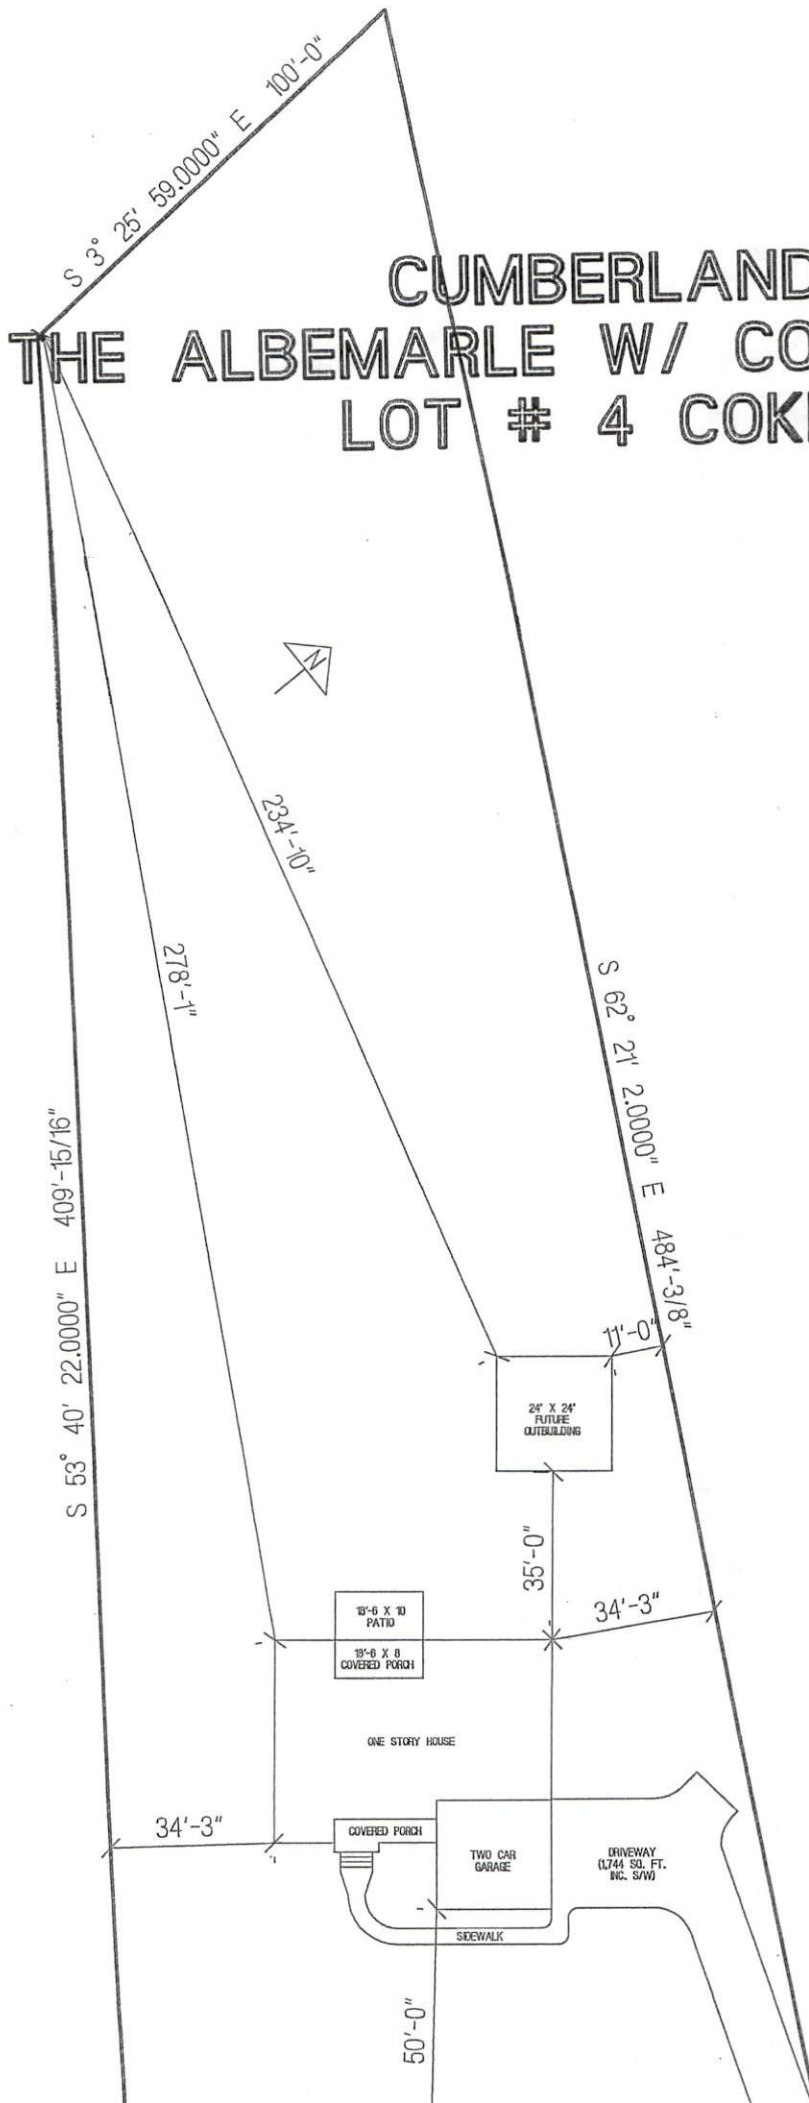 S 3° 25' 59.0000" E 100'-0"
CUMBERLAND
THE ALBEMARLE W/ CO
LOT # 4 COK
N
234'-10"
278'-1"
S 62° 21' 2.0000" E 484'-3/8"
S 53° 40' 22.0000" E 409'-15/16"
11'-0"
24' X 24'
FUTURE
OUTBUILDING
35'-0"
34'-3"
18'-6 X 10
PATIO
18'-6 X 8
COVERED PORCH
ONE STORY HOUSE
34'-3"
COVERED PORCH
TWO CAR
GARAGE
DRIVEWAY
(1,744 SQ. FT.
INC. S/W)
SIDEWALK
50'-0"